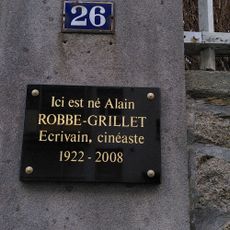 26
Ici est né Alain
ROBBE-GRILLET
Ecrivain, cinéaste
1922 - 2008